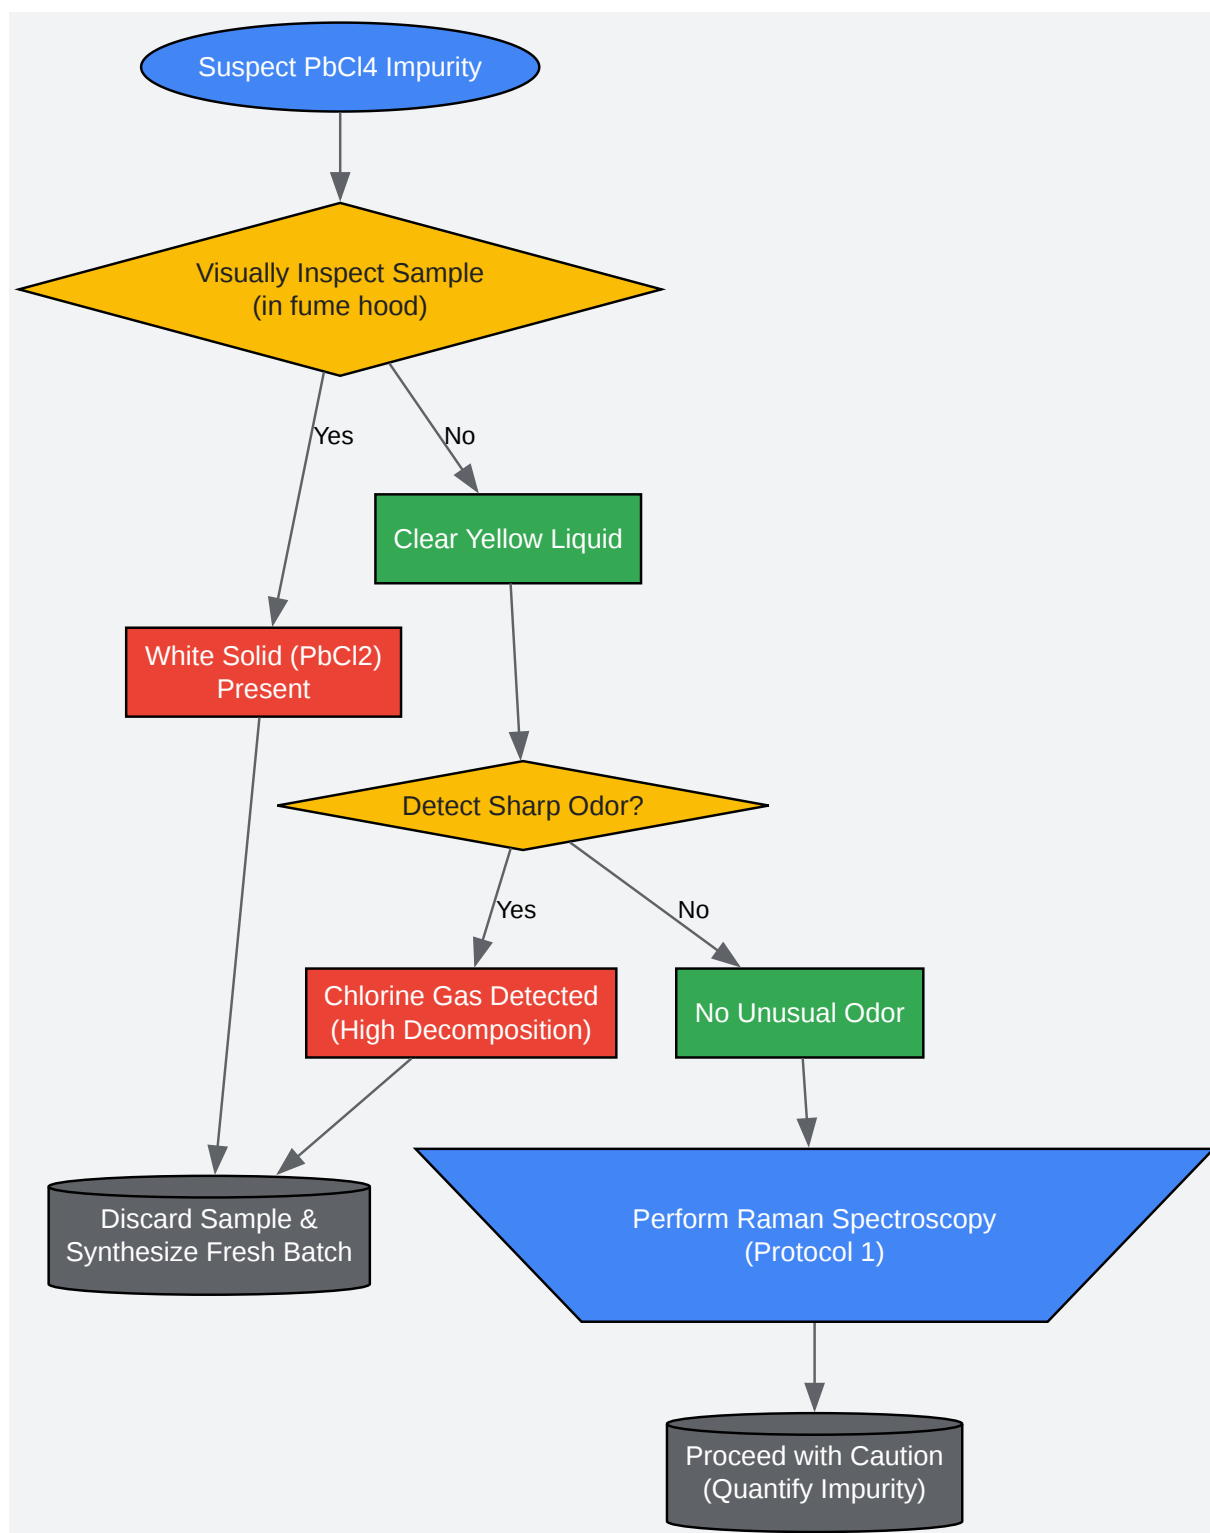 Suspect PbCl4 Impurity
Visually Inspect Sample
(in fume hood)
Yes
No
Clear Yellow Liquid
White Solid (PbCl2)
Present
Detect Sharp Odor?
Yes
No
Chlorine Gas Detected
(High Decomposition)
No Unusual Odor
Discard Sample &
Synthesize Fresh Batch
Perform Raman Spectroscopy
(Protocol 1)
Proceed with Caution
(Quantify Impurity)